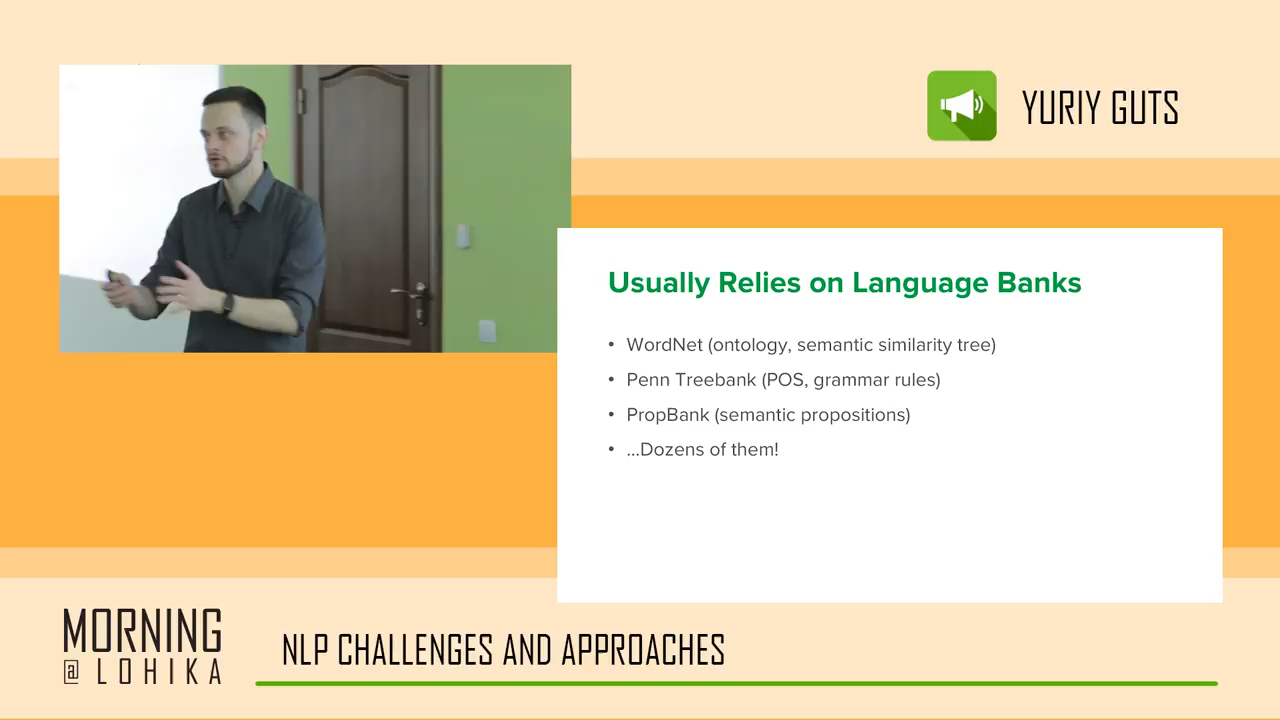 YURIY GUTS
Usually Relies on Language Banks
• WordNet (ontology, semantic similarity tree)
• Penn Treebank (POS, grammar rules)
• PropBank (semantic propositions)
• ...Dozens of them!
MORNING
@ LOHIKA
NLP CHALLENGES AND APPROACHES